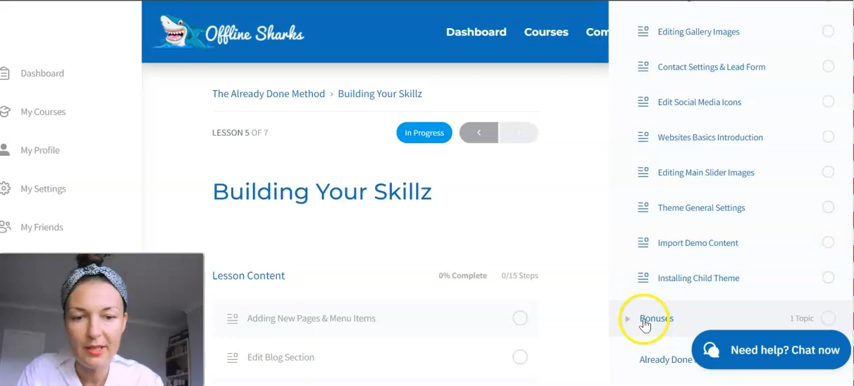 Offline Sharks
Dashboard
Courses
Com
Dashboard
My Courses
My Profile
My Settings
My Friends
The Already Done Method › Building Your Skillz
LESSON 5 OF 7
In Progress
Building Your Skillz
Lesson Content
0% Complete
0/15 Steps
Adding New Pages & Menu Items
Edit Blog Section
Editing Gallery Images
Contact Settings & Lead Form
Edit Social Media Icons
Websites Basics Introduction
Editing Main Slider Images
Theme General Settings
Import Demo Content
Installing Child Theme
Bonuses
1 Topic
Already Done
Need help? Chat now